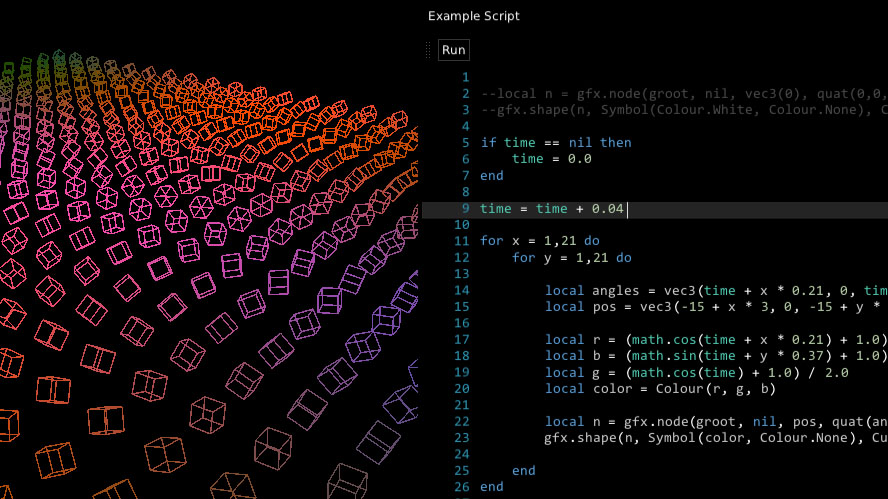 Example Script
Run
1
2 --local n = gfx.node(groot, nil, vec3(0), quat(0,0,
3 --gfx.shape(n, Symbol(Colour.White, Colour.None), C
4
5 if time == nil then
6 time = 0.0
7 end
8
9 time = time + 0.04
10
11 for x = 1,21 do
12 for y = 1,21 do
13
14 local angles = vec3(time + x * 0.21, 0, tim
15 local pos = vec3(-15 + x * 3, 0, -15 + y *
16
17 local r = (math.cos(time + x * 0.21) + 1.0)
18 local b = (math.sin(time + y * 0.37) + 1.0)
19 local g = (math.cos(time) + 1.0) / 2.0
20 local color = Colour(r, g, b)
21
22 local n = gfx.node(groot, nil, pos, quat(an
23 gfx.shape(n, Symbol(color, Colour.None), Cu
24
25 end
26 end